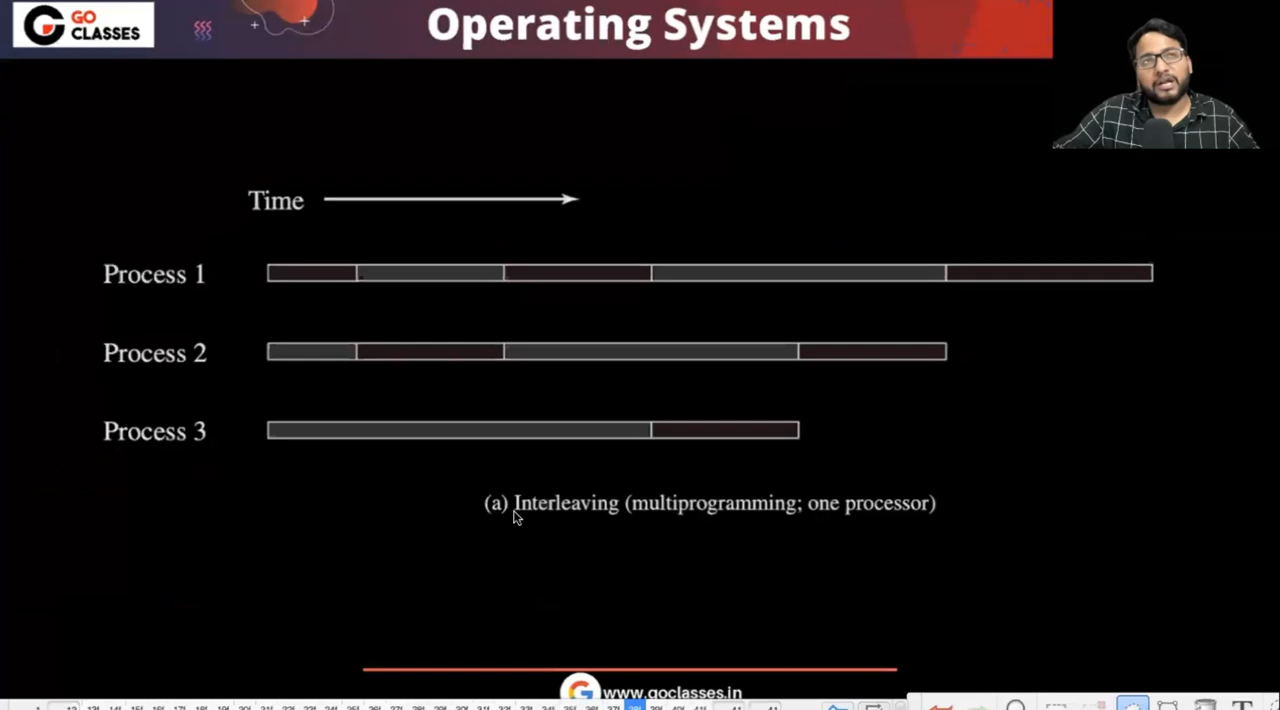 GO
CLASSES
Operating Systems
Time
Process 1
Process 2
Process 3
(a) Interleaving (multiprogramming; one processor)
www.goclasses.in